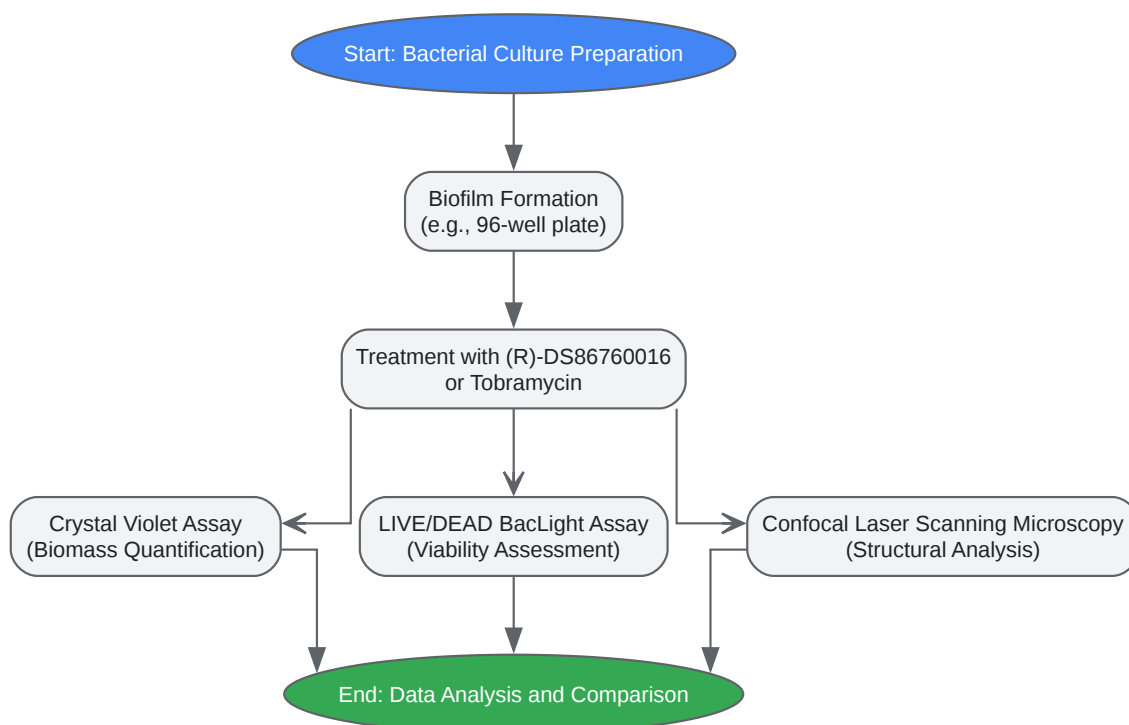 Start: Bacterial Culture Preparation
Biofilm Formation
(e.g., 96-well plate)
Treatment with (R)-DS86760016
or Tobramycin
Crystal Violet Assay
(Biomass Quantification)
LIVE/DEAD BacLight Assay
(Viability Assessment)
Confocal Laser Scanning Microscopy
(Structural Analysis)
End: Data Analysis and Comparison